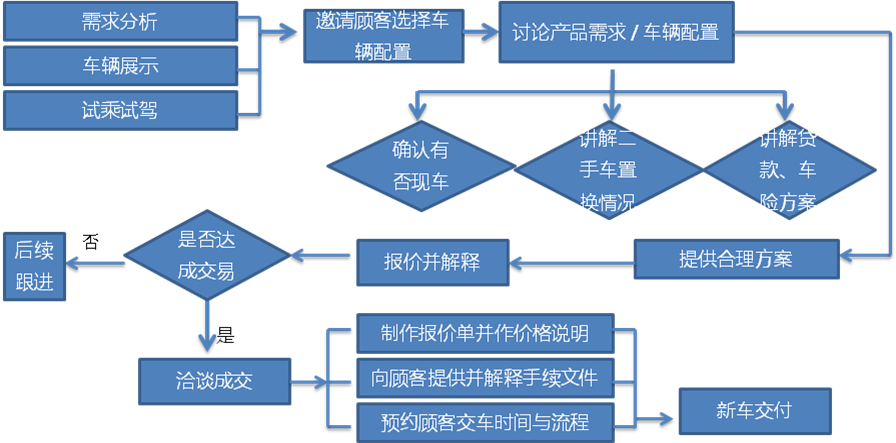 需求分析
车辆展示
试乘试驾
邀请顾客选择车
辆配置
讨论产品需求 / 车辆配置
确认有
否现车
讲解二
手车置
换情况
讲解贷
款、车
险方案
提供合理方案
报价并解释
是否达
成交易
否
后续
跟进
是
洽谈成交
制作报价单并作价格说明
向顾客提供并解释手续文件
预约顾客交车时间与流程
新车交付